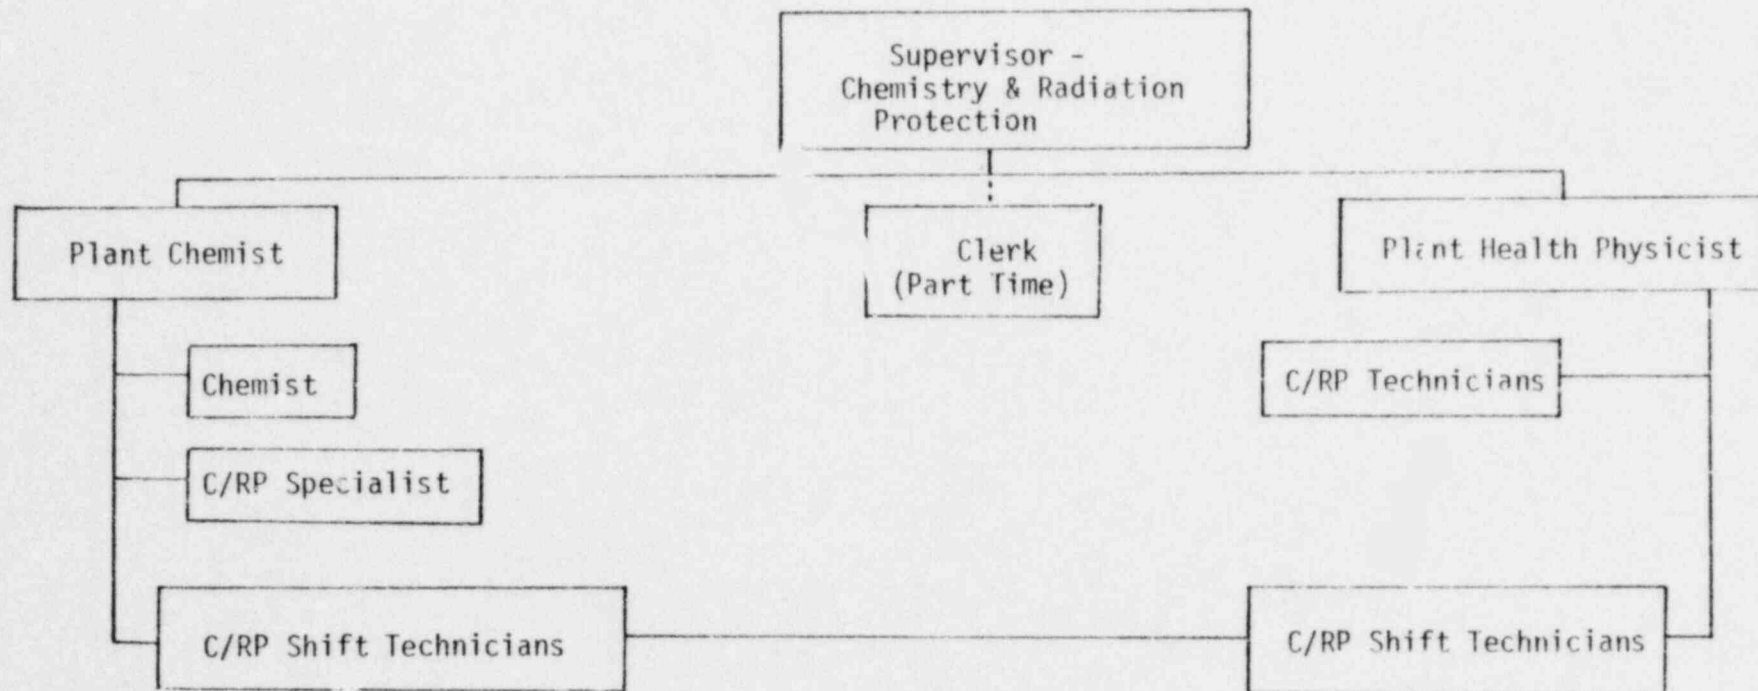 Supervisor -
Chemistry & Radiation
Protection
Plant Chemist
Clerk
(Part Time)
Plant Health Physicist
Chemist
C/RP Technicians
C/RP Specialist
C/RP Shift Technicians
C/RP Shift Technicians